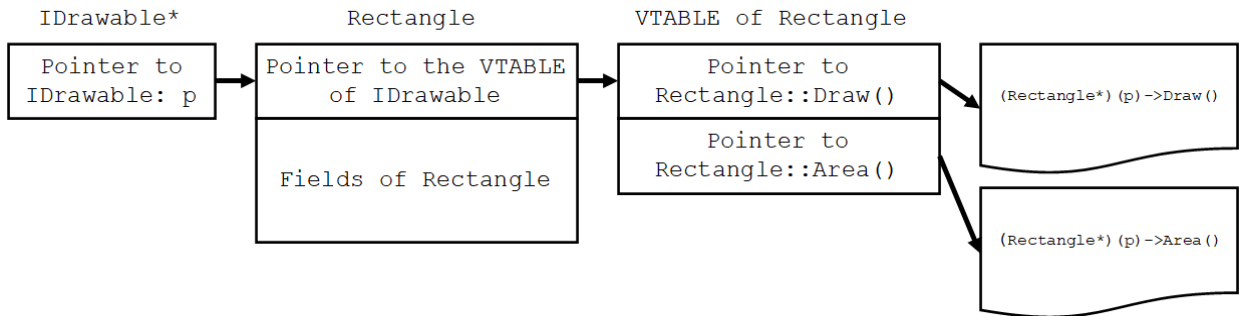 IDrawable*
Rectangle
VTABLE of Rectangle
Pointer to
IDrawable: p
Pointer to the VTABLE
of IDrawable
Fields of Rectangle
Pointer to
Rectangle::Draw()
Pointer to
Rectangle::Area()
(Rectangle*)(p)->Draw()
(Rectangle*)(p)->Area()